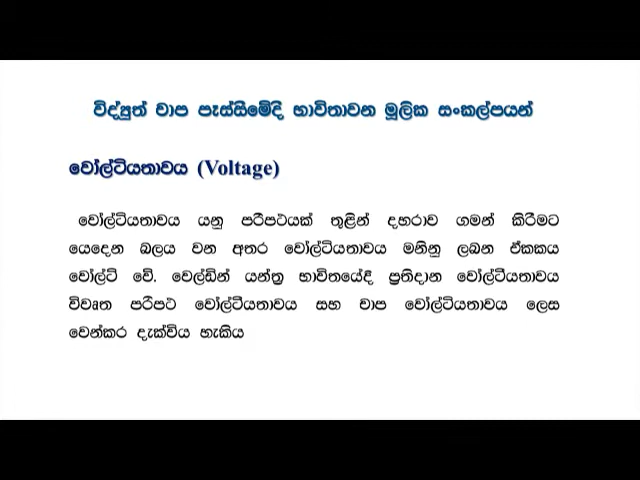 විද්‍යුත් චාප පෑස්සීමේදී භාවිතාවන මූලික සංකල්පයන්
වෝල්ටීයතාවය (Voltage)
වෝල්ටියතාවය යනු පරිපථයක් තුළින් දහරාව ගමන් කිරීමට
යෙදෙන බලය වන අතර වෝල්ටියතාවය මනිනු ලබන ඒකකය
වෝල්ට් වේ. වෙල්ඩින් යන්ත්‍ර භාවිතයේදී ප්‍රතිදාන වෝල්ටීයතාවය
විවෘත පරිපථ වෝල්ටීයතාවය සහ චාප වෝල්ටියතාවය ලෙස
වෙන්කර දැක්විය හැකිය